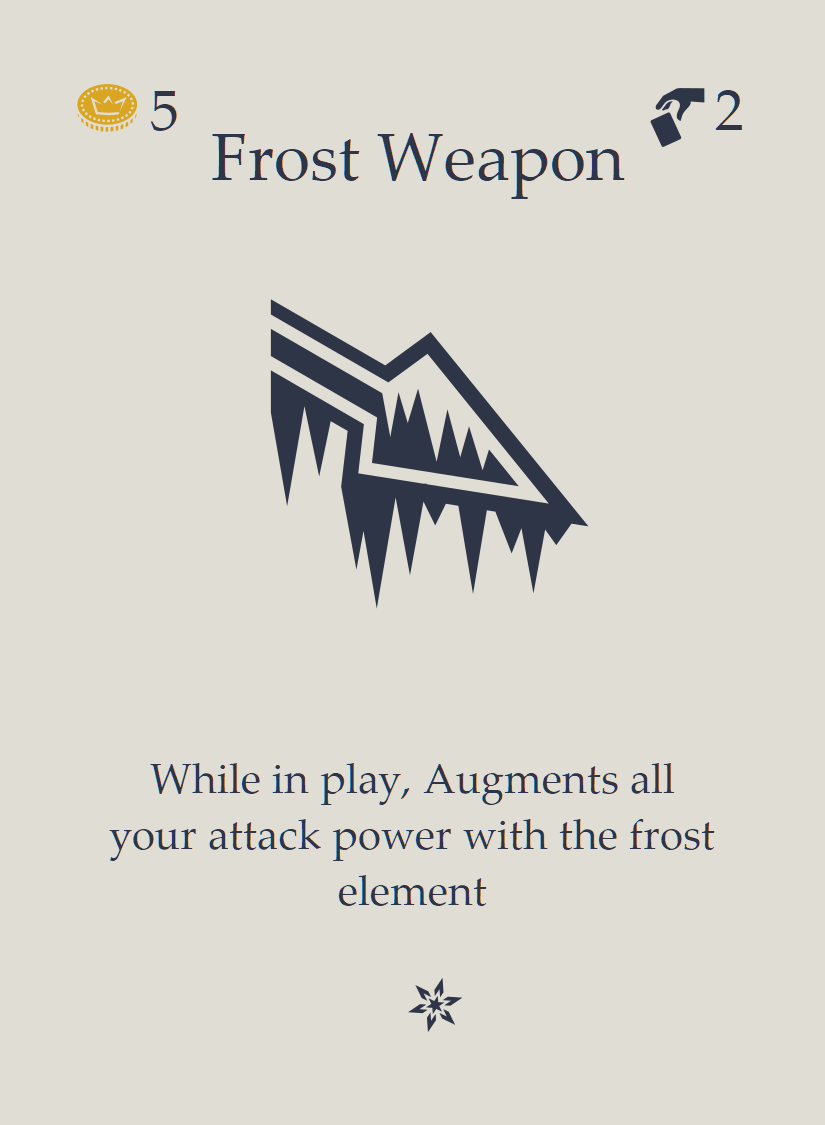 5
2
Frost Weapon
While in play, Augments all
your attack power with the frost
element